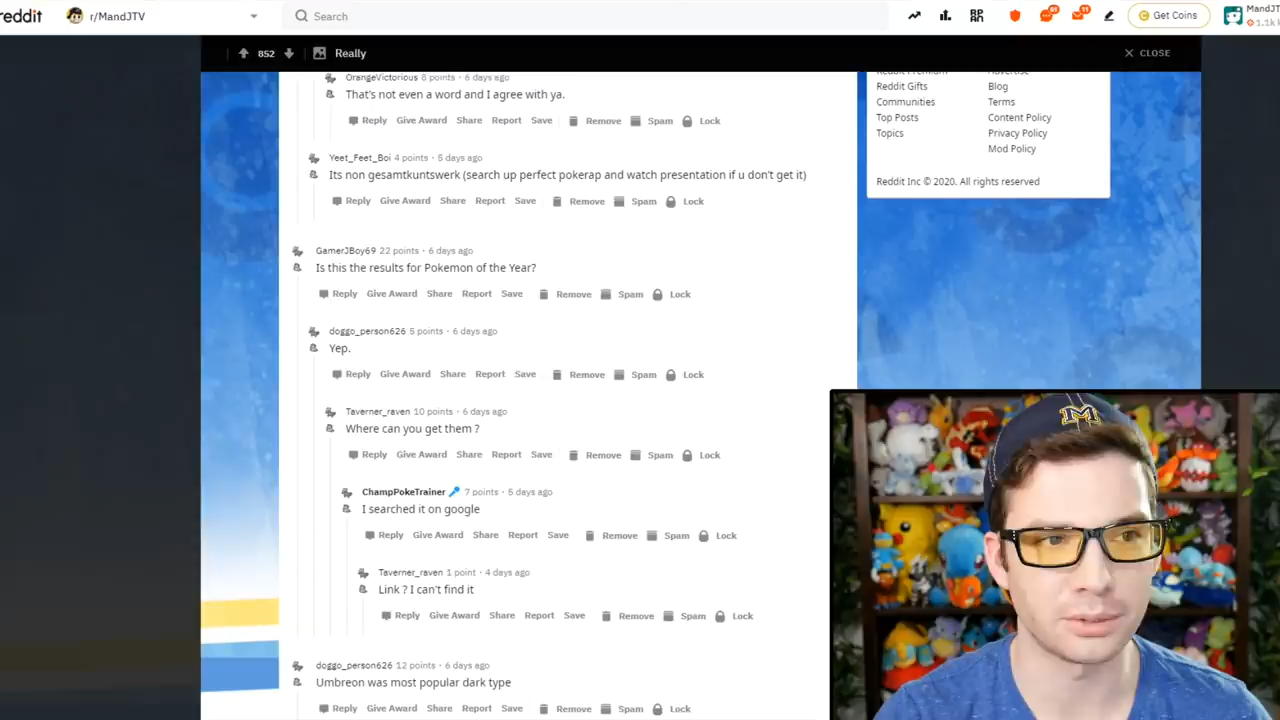 reddit r/MandJTV Search 61 11 Get Coins MandJT
1.1k
852 Really CLOSE
OrangeVictorious 8 points · 6 days ago
That's not even a word and I agree with ya.
Reply Give Award Share Report Save Remove Spam Lock
Yeet_Feet_Boi 4 points · 5 days ago
Its non gesamtkuntswerk (search up perfect pokerap and watch presentation if u don't get it)
Reply Give Award Share Report Save Remove Spam Lock
GamerJBoy69 22 points · 6 days ago
Is this the results for Pokemon of the Year?
Reply Give Award Share Report Save Remove Spam Lock
doggo_person626 5 points · 6 days ago
Yep.
Reply Give Award Share Report Save Remove Spam Lock
Taverner_raven 10 points · 6 days ago
Where can you get them ?
Reply Give Award Share Report Save Remove Spam Lock
ChampPokeTrainer 7 points · 5 days ago
I searched it on google
Reply Give Award Share Report Save Remove Spam Lock
Taverner_raven 1 point · 4 days ago
Link ? I can't find it
Reply Give Award Share Report Save Remove Spam Lock
doggo_person626 12 points · 6 days ago
Umbreon was most popular dark type
Reply Give Award Share Report Save Remove Spam Lock
Reddit Premium Advertise
Reddit Gifts Blog
Communities Terms
Top Posts Content Policy
Topics Privacy Policy
Mod Policy
Reddit Inc © 2020. All rights reserved
M